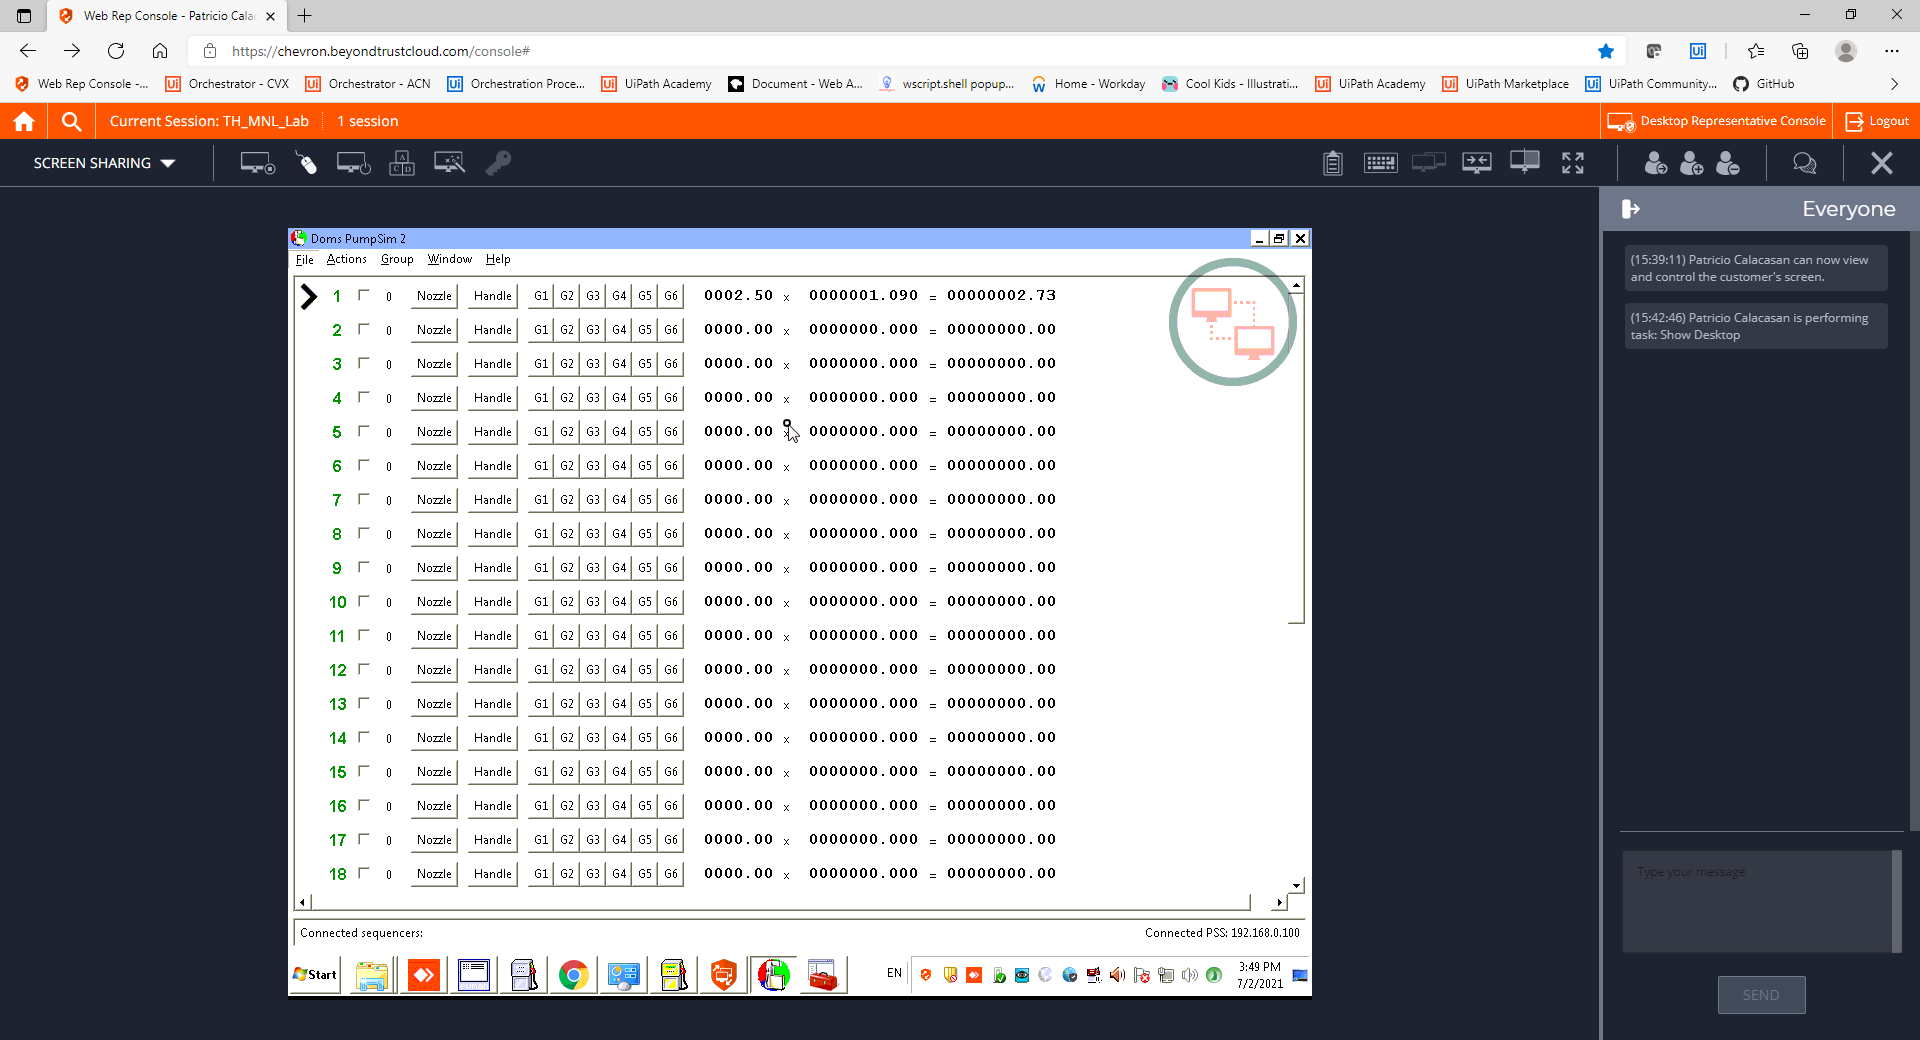 Web Rep Console - Patricio Cala
https://chevron.beyondtrustcloud.com/console#
Web Rep Console -... Orchestrator - CVX Orchestrator - ACN Orchestration Proce... UiPath Academy Document - Web A... wscript.shell popup... Home - Workday Cool Kids - Illustrati... UiPath Academy UiPath Marketplace UiPath Community... GitHub
Current Session: TH_MNL_Lab 1 session Desktop Representative Console Logout
SCREEN SHARING
Everyone
(15:39:11) Patricio Calacasan can now view
and control the customer's screen.
(15:42:46) Patricio Calacasan is performing
task: Show Desktop
Doms PumpSim 2
File Actions Group Window Help
1 0 Nozzle Handle G1 G2 G3 G4 G5 G6 0002.50 x 0000001.090 = 00000002.73
2 0 Nozzle Handle G1 G2 G3 G4 G5 G6 0000.00 x 0000000.000 = 00000000.00
3 0 Nozzle Handle G1 G2 G3 G4 G5 G6 0000.00 x 0000000.000 = 00000000.00
4 0 Nozzle Handle G1 G2 G3 G4 G5 G6 0000.00 x 0000000.000 = 00000000.00
5 0 Nozzle Handle G1 G2 G3 G4 G5 G6 0000.00 x 0000000.000 = 00000000.00
6 0 Nozzle Handle G1 G2 G3 G4 G5 G6 0000.00 x 0000000.000 = 00000000.00
7 0 Nozzle Handle G1 G2 G3 G4 G5 G6 0000.00 x 0000000.000 = 00000000.00
8 0 Nozzle Handle G1 G2 G3 G4 G5 G6 0000.00 x 0000000.000 = 00000000.00
9 0 Nozzle Handle G1 G2 G3 G4 G5 G6 0000.00 x 0000000.000 = 00000000.00
10 0 Nozzle Handle G1 G2 G3 G4 G5 G6 0000.00 x 0000000.000 = 00000000.00
11 0 Nozzle Handle G1 G2 G3 G4 G5 G6 0000.00 x 0000000.000 = 00000000.00
12 0 Nozzle Handle G1 G2 G3 G4 G5 G6 0000.00 x 0000000.000 = 00000000.00
13 0 Nozzle Handle G1 G2 G3 G4 G5 G6 0000.00 x 0000000.000 = 00000000.00
14 0 Nozzle Handle G1 G2 G3 G4 G5 G6 0000.00 x 0000000.000 = 00000000.00
15 0 Nozzle Handle G1 G2 G3 G4 G5 G6 0000.00 x 0000000.000 = 00000000.00
16 0 Nozzle Handle G1 G2 G3 G4 G5 G6 0000.00 x 0000000.000 = 00000000.00
17 0 Nozzle Handle G1 G2 G3 G4 G5 G6 0000.00 x 0000000.000 = 00000000.00
18 0 Nozzle Handle G1 G2 G3 G4 G5 G6 0000.00 x 0000000.000 = 00000000.00
Connected sequencers: Connected PSS: 192.168.0.100
Start EN 3:49 PM
7/2/2021
Type your message
SEND